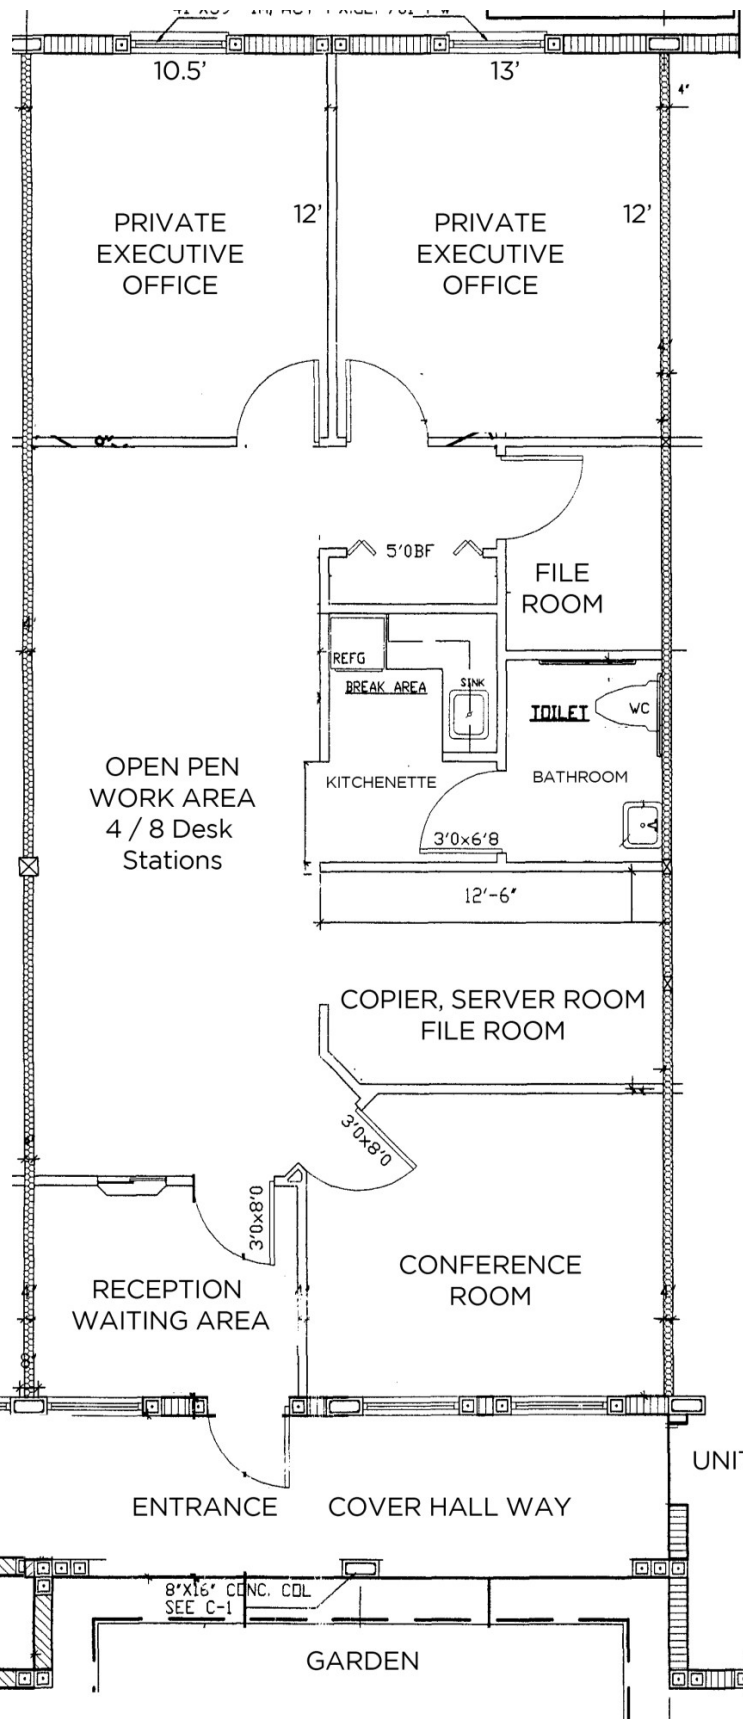 10.5'
13'
4"
12'
12'
PRIVATE
EXECUTIVE
OFFICE
PRIVATE
EXECUTIVE
OFFICE
5'0BF
FILE
ROOM
REFG
BREAK AREA
SINK
TOILET
WC
KITCHENETTE
BATHROOM
3'0x6'8
OPEN PEN
WORK AREA
4 / 8 Desk
Stations
12'-6"
COPIER, SERVER ROOM
FILE ROOM
3'0x8'0
3'0x8'0
CONFERENCE
ROOM
RECEPTION
WAITING AREA
ENTRANCE
COVER HALL WAY
8"X16" CONC. COL
SEE C-1
GARDEN